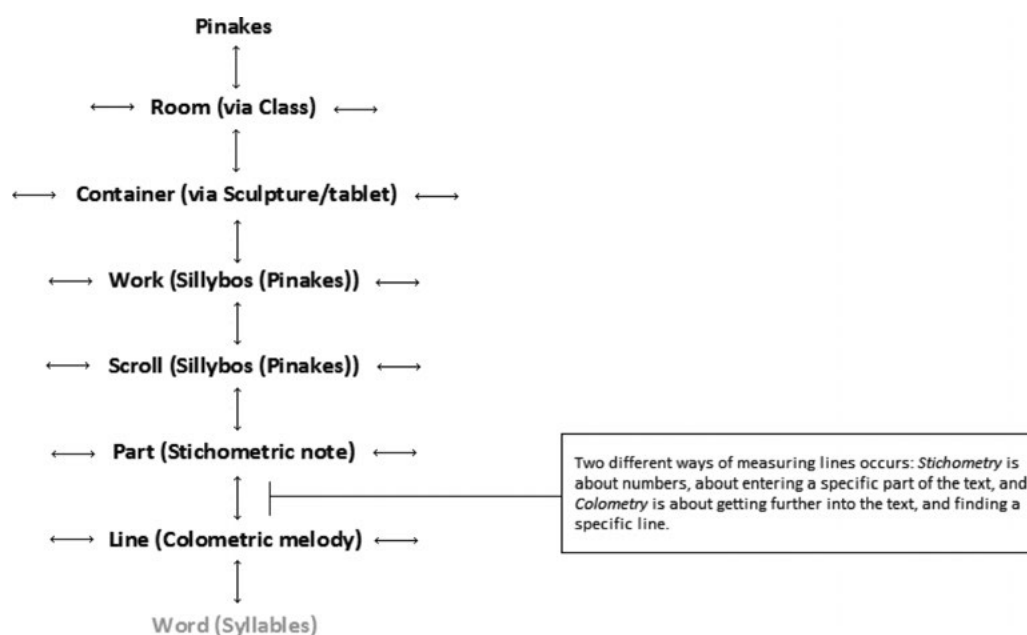 Pinakes
Room (via Class)
Container (via Sculpture/tablet)
Work (Sillybos (Pinakes))
Scroll (Sillybos (Pinakes))
Part (Stichometric note)
Two different ways of measuring lines occurs: Stichometry is
about numbers, about entering a specific part of the text, and
Colometry is about getting further into the text, and finding a
specific line.
Line (Colometric melody)
Word (Syllables)